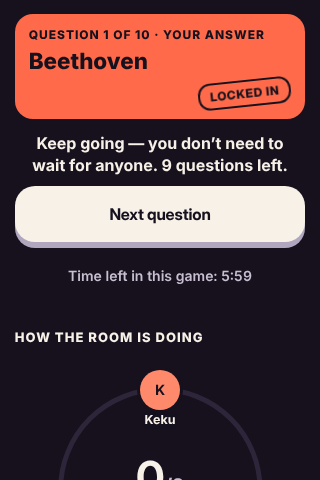 QUESTION 1 OF 10 · YOUR ANSWER
Beethoven
LOCKED IN
Keep going — you don’t need to
wait for anyone. 9 questions left.
Next question
Time left in this game: 5:59
HOW THE ROOM IS DOING
K
Keku
0